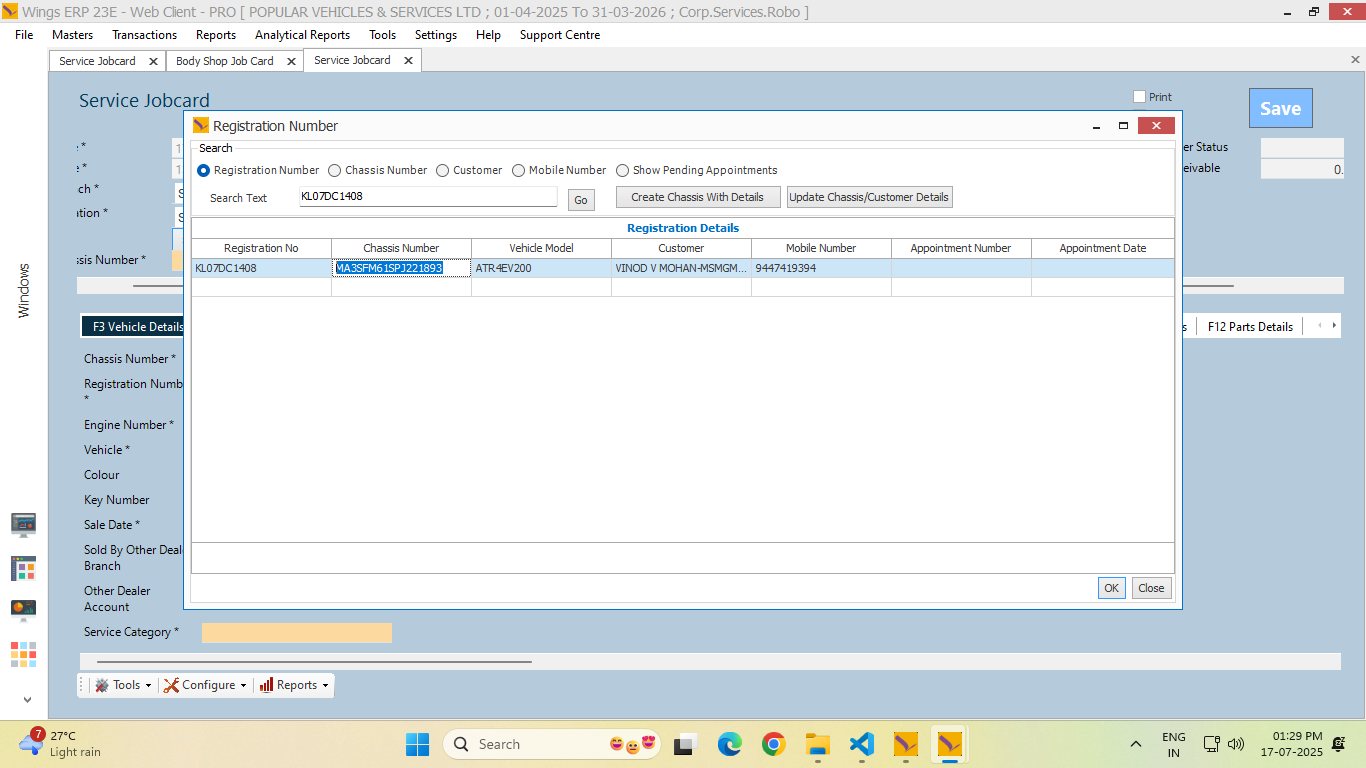 Wings ERP 23E - Web Client - PRO [ POPULAR VEHICLES & SERVICES LTD ; 01-04-2025 To 31-03-2026 ; Corp.Services.Robo ]
File Masters Transactions Reports Analytical Reports Tools Settings Help Support Centre
Service Jobcard Body Shop Job Card Service Jobcard
Service Jobcard
Print
Save
Registration Number
Search
Registration Number Chassis Number Customer Mobile Number Show Pending Appointments
Search Text KL07DC1408 Go Create Chassis With Details Update Chassis/Customer Details
Registration Details
Registration No Chassis Number Vehicle Model Customer Mobile Number Appointment Number Appointment Date
KL07DC1408 MA3SFM61SPJ221893 ATR4EV200 VINOD V MOHAN-MSMGM... 9447419394
OK Close
er Status
eivable 0.
e * 1
ch * S
ation * S
ssis Number *
Windows
F3 Vehicle Details
s F12 Parts Details
Chassis Number *
Registration Numb
*
Engine Number *
Vehicle *
Colour
Key Number
Sale Date *
Sold By Other Deal
Branch
Other Dealer
Account
Service Category *
Tools Configure Reports
7
27°C
Light rain
Search
ENG
IN
01:29 PM
17-07-2025